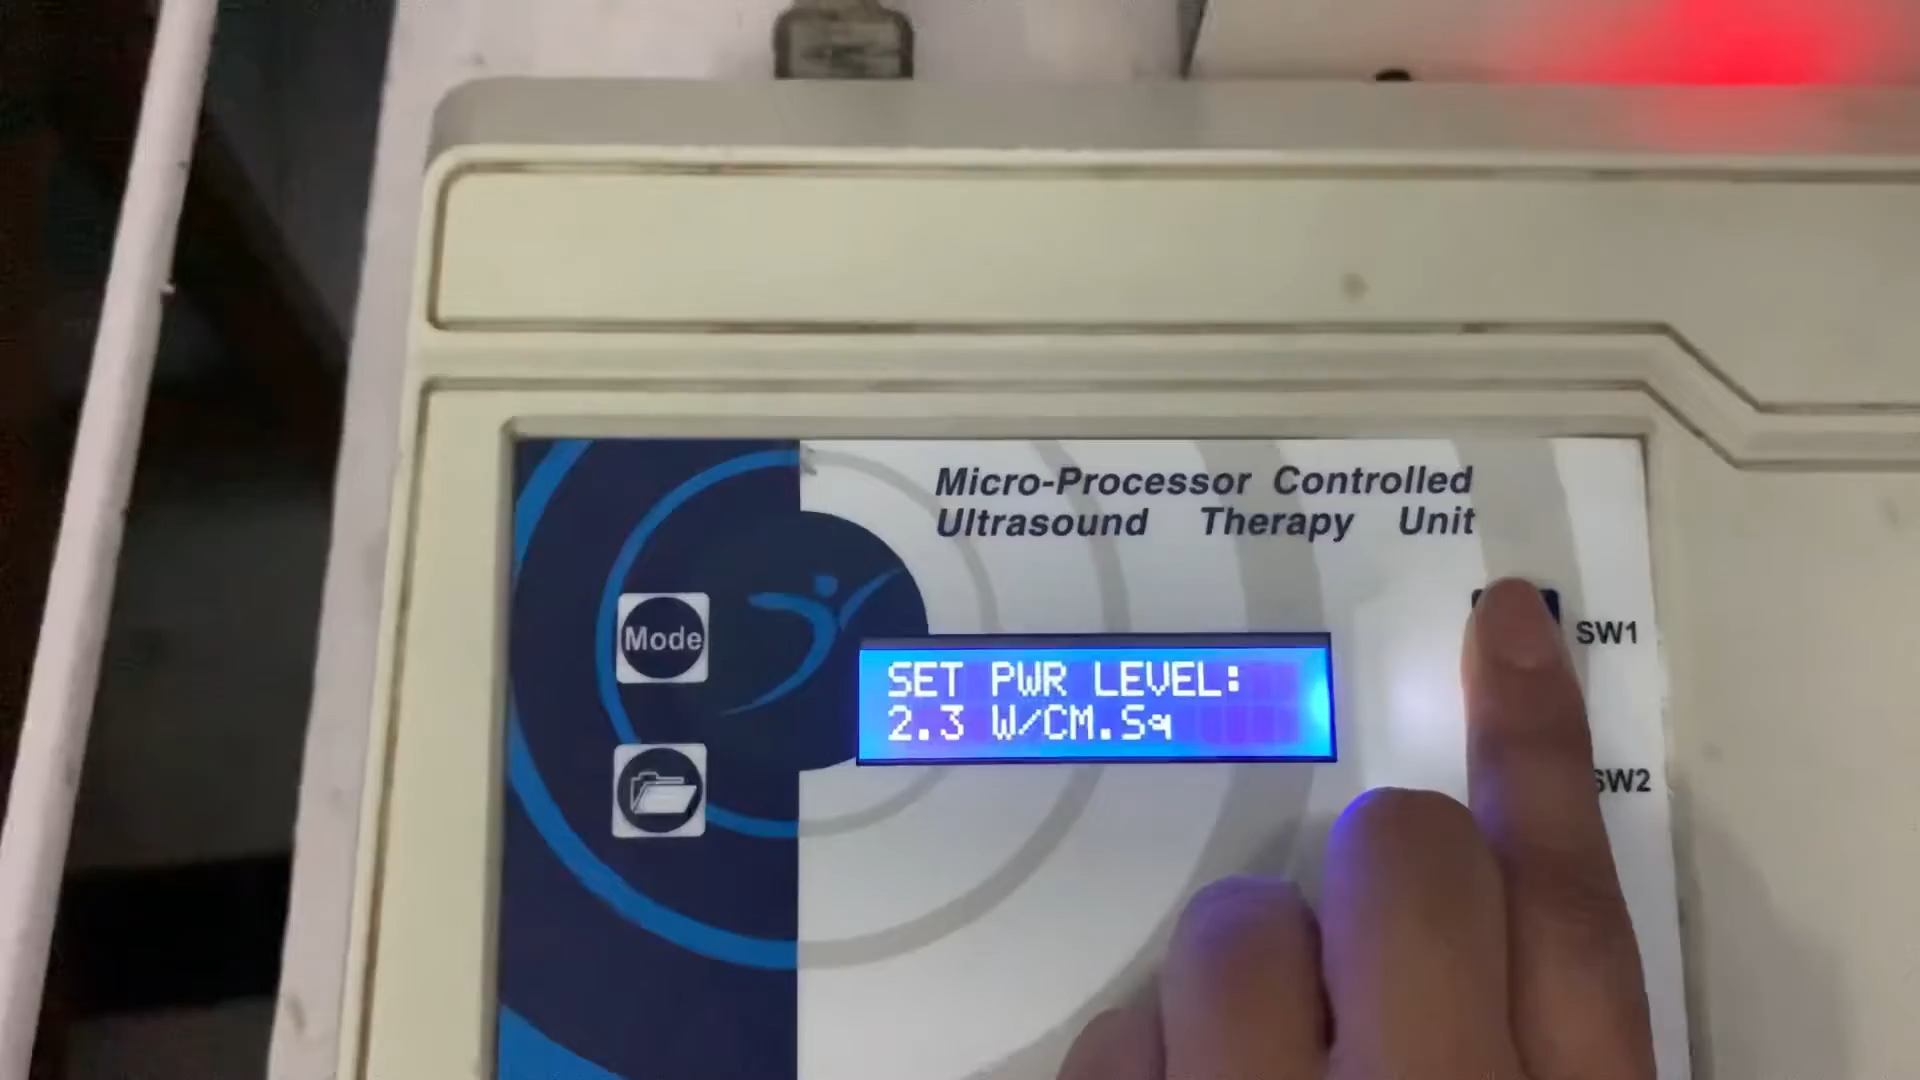 Micro-Processor Controlled
Ultrasound Therapy Unit
Mode
SW1
SET PWR LEVEL:
2.3 W/CM.Sq
SW2